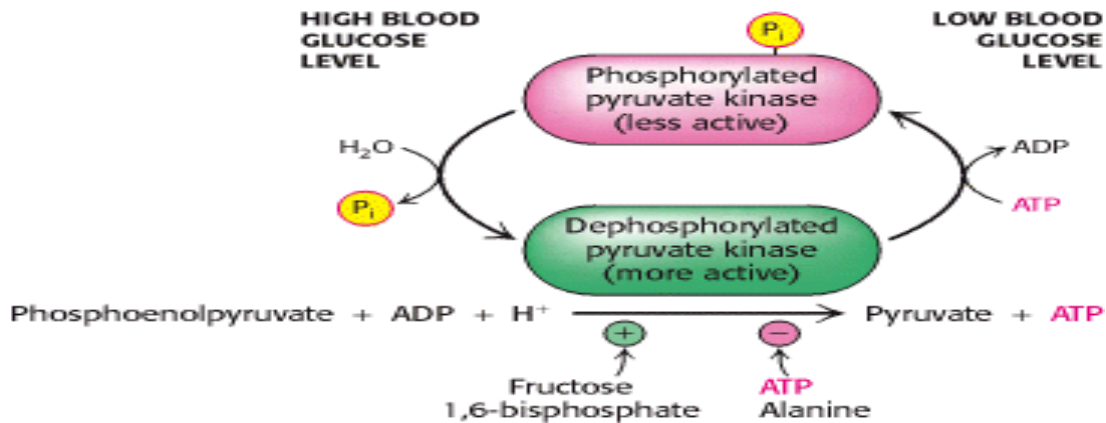 HIGH BLOOD
GLUCOSE
LEVEL
Pi
LOW BLOOD
GLUCOSE
LEVEL
Phosphorylated
pyruvate kinase
(less active)
H₂O
Pi
ADP
ATP
Dephosphorylated
pyruvate kinase
(more active)
Phosphoenolpyruvate + ADP + H⁺ Pyruvate + ATP
+
−
Fructose
1,6-bisphosphate
ATP
Alanine